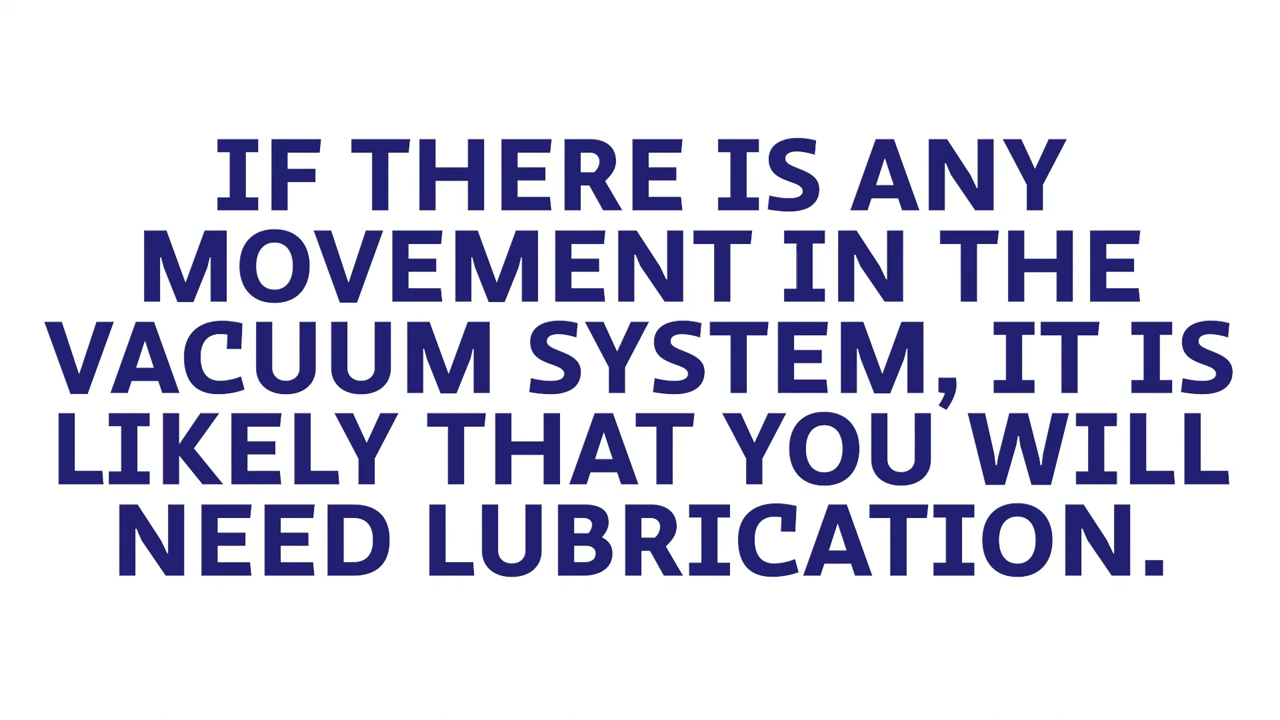 IF THERE IS ANY
MOVEMENT IN THE
VACUUM SYSTEM, IT IS
LIKELY THAT YOU WILL
NEED LUBRICATION.